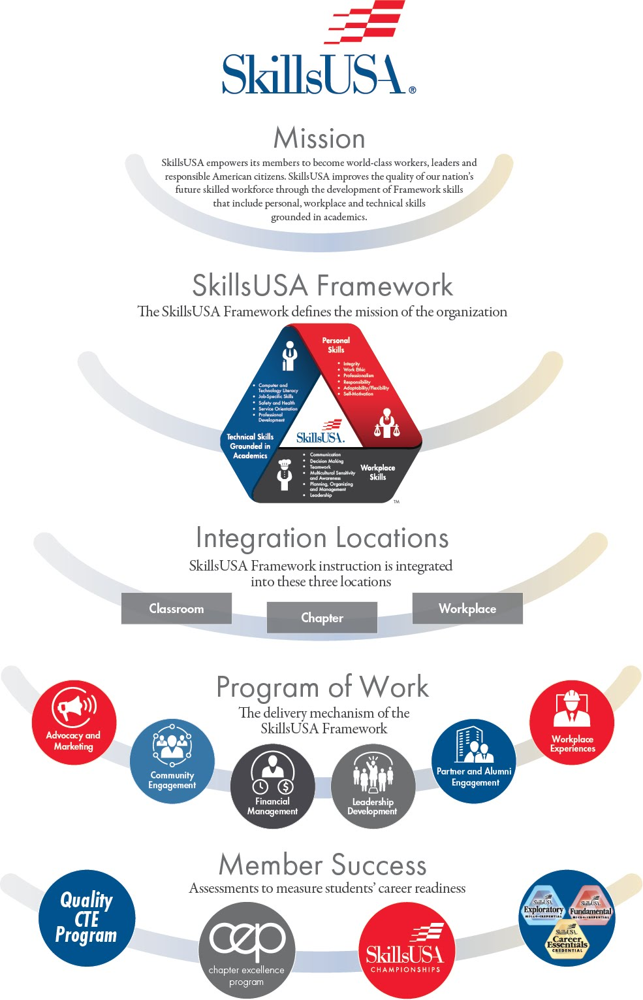 SkillsUSA®
Mission
SkillsUSA empowers its members to become world-class workers, leaders and
responsible American citizens. SkillsUSA improves the quality of our nation's
future skilled workforce through the development of Framework skills
that include personal, workplace and technical skills
grounded in academics.
SkillsUSA Framework
The SkillsUSA Framework defines the mission of the organization
Personal
Skills
• Integrity
• Work Ethic
• Professionalism
• Responsibility
• Adaptability/Flexibility
• Self-Motivation
• Computer and
Technology Literacy
• Job-Specific Skills
• Safety and Health
• Service Orientation
• Professional
Development
Technical Skills
Grounded in
Academics
SkillsUSA®
• Communication
• Decision Making
• Teamwork
• Multicultural Sensitivity
and Awareness
• Planning, Organizing
and Management
• Leadership
Workplace
Skills
TM
Integration Locations
SkillsUSA Framework instruction is integrated
into these three locations
Classroom
Chapter
Workplace
Program of Work
The delivery mechanism of the
SkillsUSA Framework
Advocacy and
Marketing
Community
Engagement
Financial
Management
$
Leadership
Development
Partner and Alumni
Engagement
Workplace
Experiences
Member Success
Assessments to measure students' career readiness
Quality
CTE
Program
cep
chapter excellence
program
SkillsUSA
CHAMPIONSHIPS
SkillsUSA
Exploratory
MICRO-CREDENTIAL
SkillsUSA
Fundamental
MICRO-CREDENTIAL
SkillsUSA
Career
Essentials
CREDENTIAL